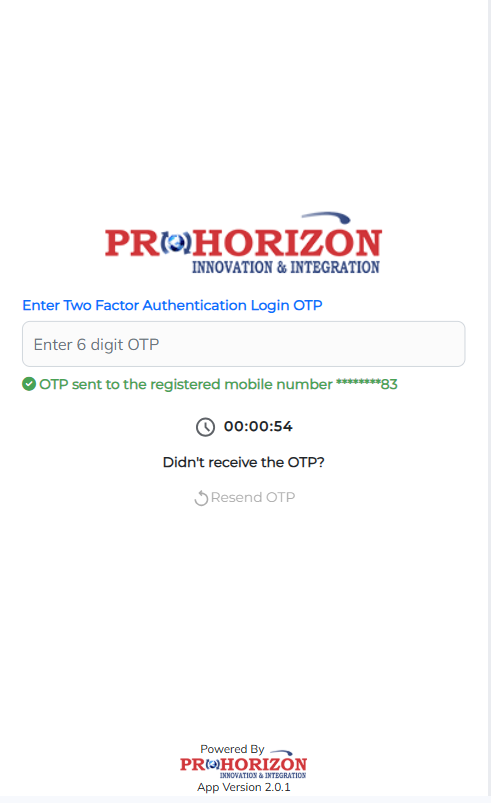 PROHORIZON
INNOVATION & INTEGRATION
Enter Two Factor Authentication Login OTP
Enter 6 digit OTP
OTP sent to the registered mobile number ********83
00:00:54
Didn't receive the OTP?
Resend OTP
Powered By
PROHORIZON
INNOVATION & INTEGRATION
App Version 2.0.1